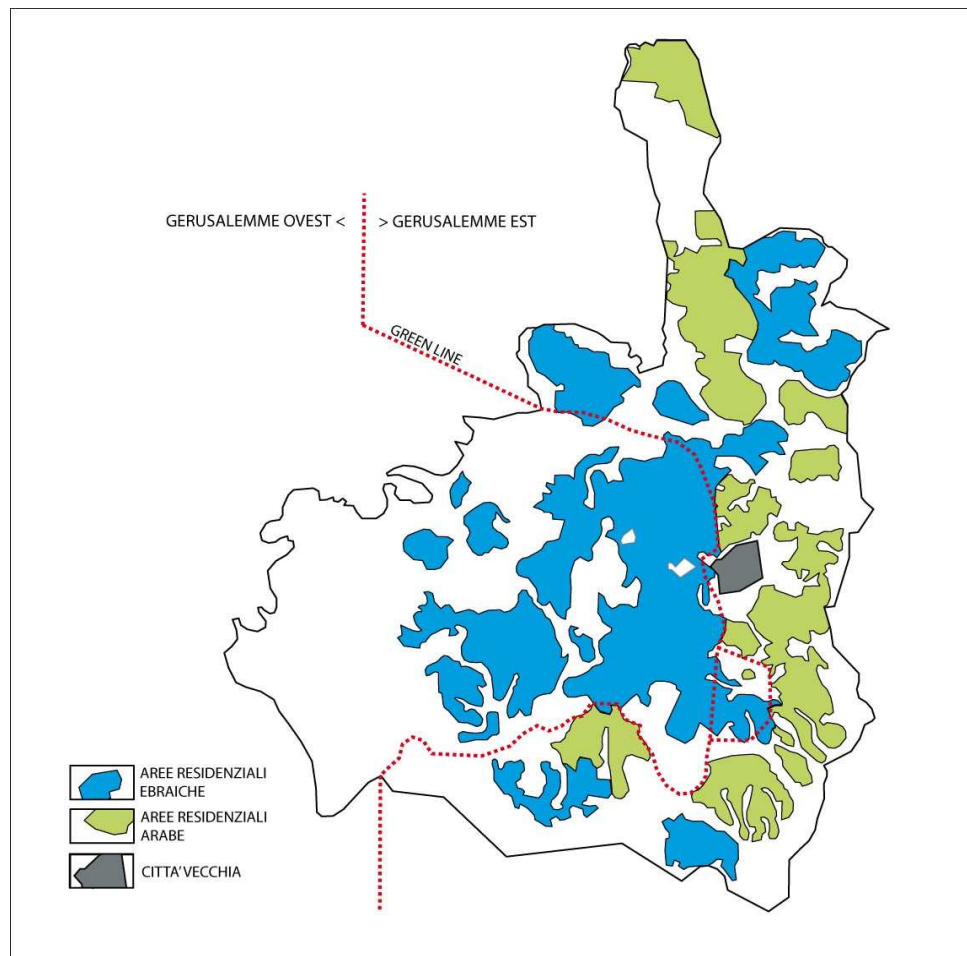 GERUSALEMME OVEST < > GERUSALEMME EST
GREEN LINE
AREE RESIDENZIALI
EBRAICHE
AREE RESIDENZIALI
ARABE
CITTA' VECCHIA